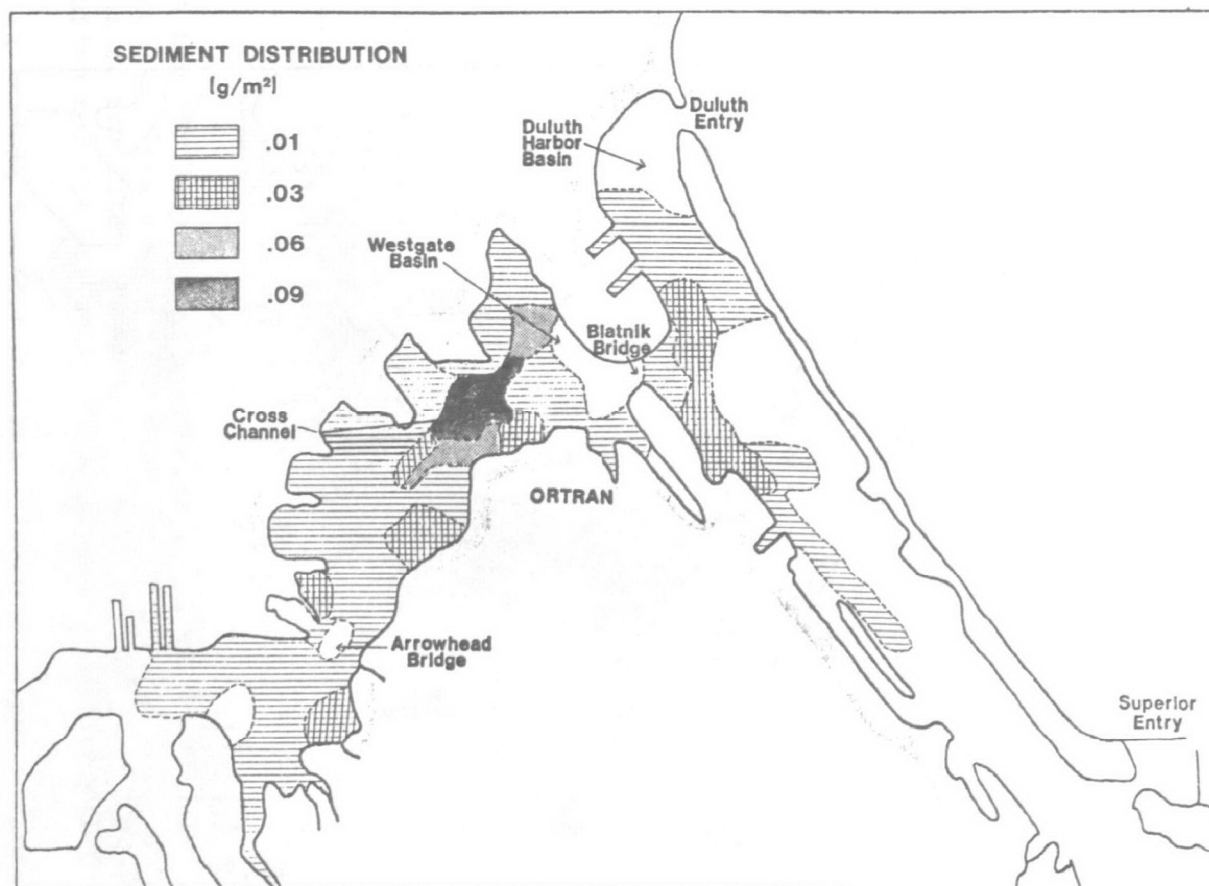 SEDIMENT DISTRIBUTION
[g/m²]
.01
.03
.06
.09
Duluth
Entry
Duluth
Harbor
Basin
Westgate
Basin
Blatnik
Bridge
Cross
Channel
ORTRAN
Arrowhead
Bridge
Superior
Entry